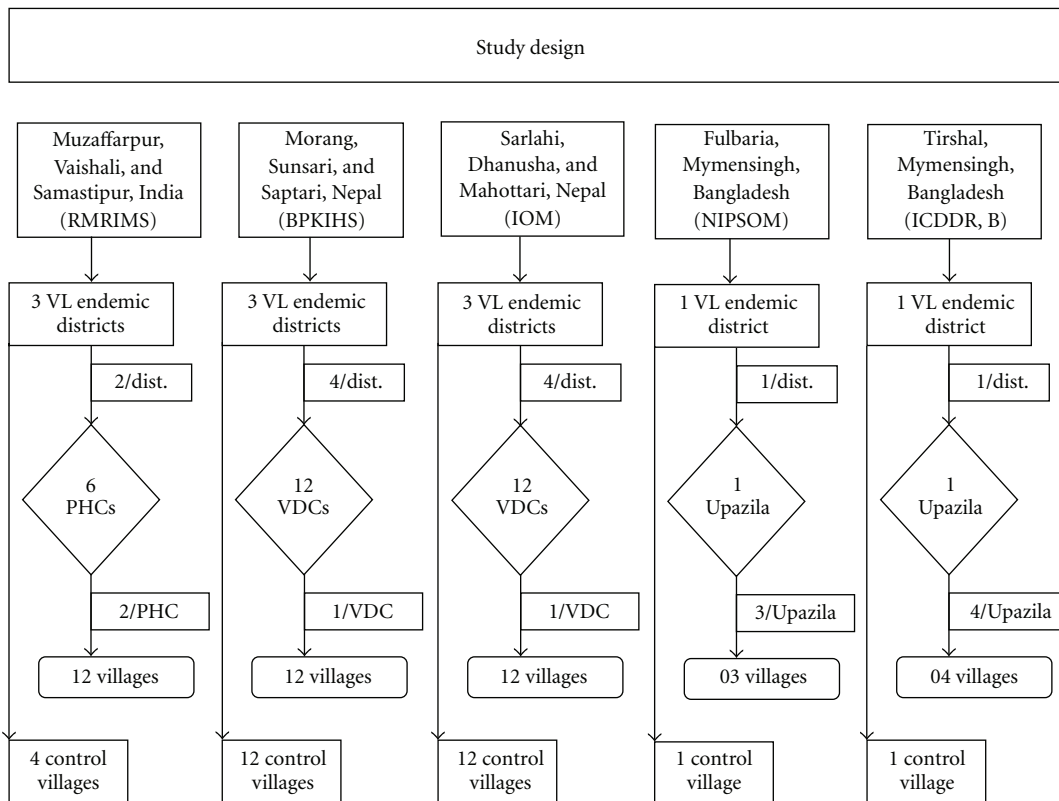 Study design
Muzaffarpur,
Vaishali, and
Samastipur, India
(RMRIMS)
Morang,
Sunsari, and
Saptari, Nepal
(BPKIHS)
Sarlahi,
Dhanusha, and
Mahottari, Nepal
(IOM)
Fulbaria,
Mymensingh,
Bangladesh
(NIPSOM)
Tirshal,
Mymensingh,
Bangladesh
(ICDDR, B)
3 VL endemic
districts
3 VL endemic
districts
3 VL endemic
districts
1 VL endemic
district
1 VL endemic
district
2/dist.
4/dist.
4/dist.
1/dist.
1/dist.
6
PHCs
12
VDCs
12
VDCs
1
Upazila
1
Upazila
2/PHC
1/VDC
1/VDC
3/Upazila
4/Upazila
12 villages
12 villages
12 villages
03 villages
04 villages
4 control
villages
12 control
villages
12 control
villages
1 control
village
1 control
village